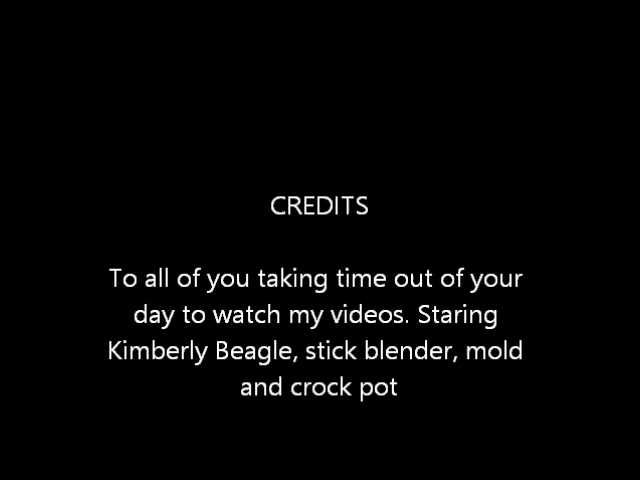 CREDITS
To all of you taking time out of your
day to watch my videos. Staring
Kimberly Beagle, stick blender, mold
and crock pot